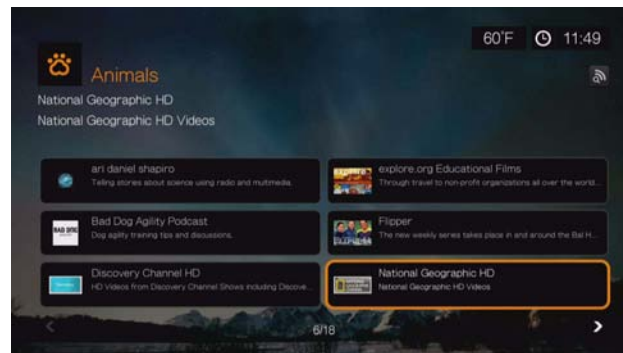 60°F 11:49
Animals
National Geographic HD
National Geographic HD Videos
ari daniel shapiro
Telling stories about science using radio and multimedia.
explore.org Educational Films
Through travel to non-profit organizations all over the world...
Bad Dog Agility Podcast
Dog agility training tips and discussions.
Flipper
The new weekly series takes place in and around the Bal H...
Discovery Channel HD
HD Videos from Discovery Channel Shows including Discove...
National Geographic HD
National Geographic HD Videos
6/18